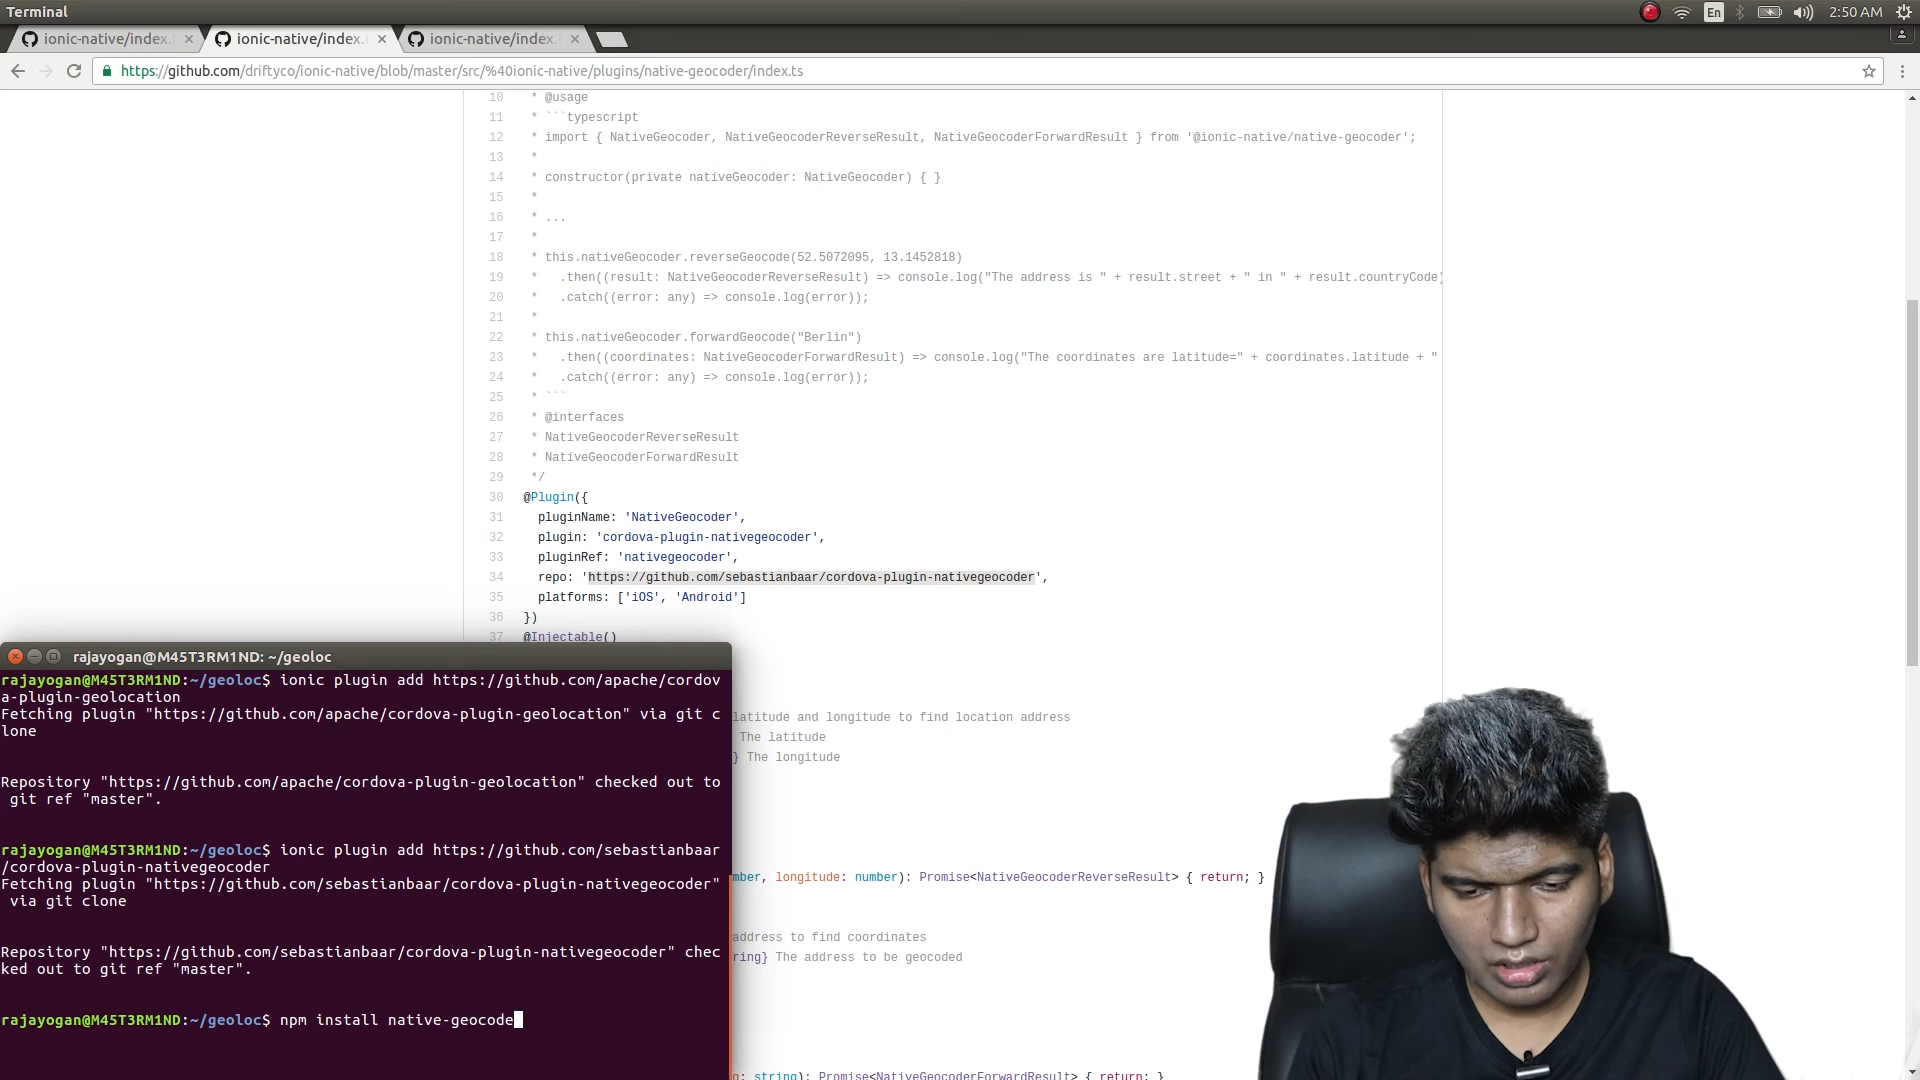 Terminal
En
2:50 AM
ionic-native/index.
ionic-native/index.
ionic-native/index.
https://github.com/driftyco/ionic-native/blob/master/src/%40ionic-native/plugins/native-geocoder/index.ts
10 * @usage
11 * ```typescript
12 * import { NativeGeocoder, NativeGeocoderReverseResult, NativeGeocoderForwardResult } from '@ionic-native/native-geocoder';
13 *
14 * constructor(private nativeGeocoder: NativeGeocoder) { }
15 *
16 * ...
17 *
18 * this.nativeGeocoder.reverseGeocode(52.5072095, 13.1452818)
19 *   .then((result: NativeGeocoderReverseResult) => console.log("The address is " + result.street + " in " + result.countryCode)
20 *   .catch((error: any) => console.log(error));
21 *
22 * this.nativeGeocoder.forwardGeocode("Berlin")
23 *   .then((coordinates: NativeGeocoderForwardResult) => console.log("The coordinates are latitude=" + coordinates.latitude + "
24 *   .catch((error: any) => console.log(error));
25 * ```
26 * @interfaces
27 * NativeGeocoderReverseResult
28 * NativeGeocoderForwardResult
29 */
30 @Plugin({
31   pluginName: 'NativeGeocoder',
32   plugin: 'cordova-plugin-nativegeocoder',
33   pluginRef: 'nativegeocoder',
34   repo: 'https://github.com/sebastianbaar/cordova-plugin-nativegeocoder',
35   platforms: ['iOS', 'Android']
36 })
37 @Injectable()
latitude and longitude to find location address
The latitude
} The longitude
mber, longitude: number): Promise<NativeGeocoderReverseResult> { return; }
address to find coordinates
ring} The address to be geocoded
g: string): Promise<NativeGeocoderForwardResult> { return; }
rajayogan@M45T3RM1ND: ~/geoloc
rajayogan@M45T3RM1ND:~/geoloc$ ionic plugin add https://github.com/apache/cordov
a-plugin-geolocation
Fetching plugin "https://github.com/apache/cordova-plugin-geolocation" via git c
lone
Repository "https://github.com/apache/cordova-plugin-geolocation" checked out to
 git ref "master".
rajayogan@M45T3RM1ND:~/geoloc$ ionic plugin add https://github.com/sebastianbaar
/cordova-plugin-nativegeocoder
Fetching plugin "https://github.com/sebastianbaar/cordova-plugin-nativegeocoder"
 via git clone
Repository "https://github.com/sebastianbaar/cordova-plugin-nativegeocoder" chec
ked out to git ref "master".
rajayogan@M45T3RM1ND:~/geoloc$ npm install native-geocode